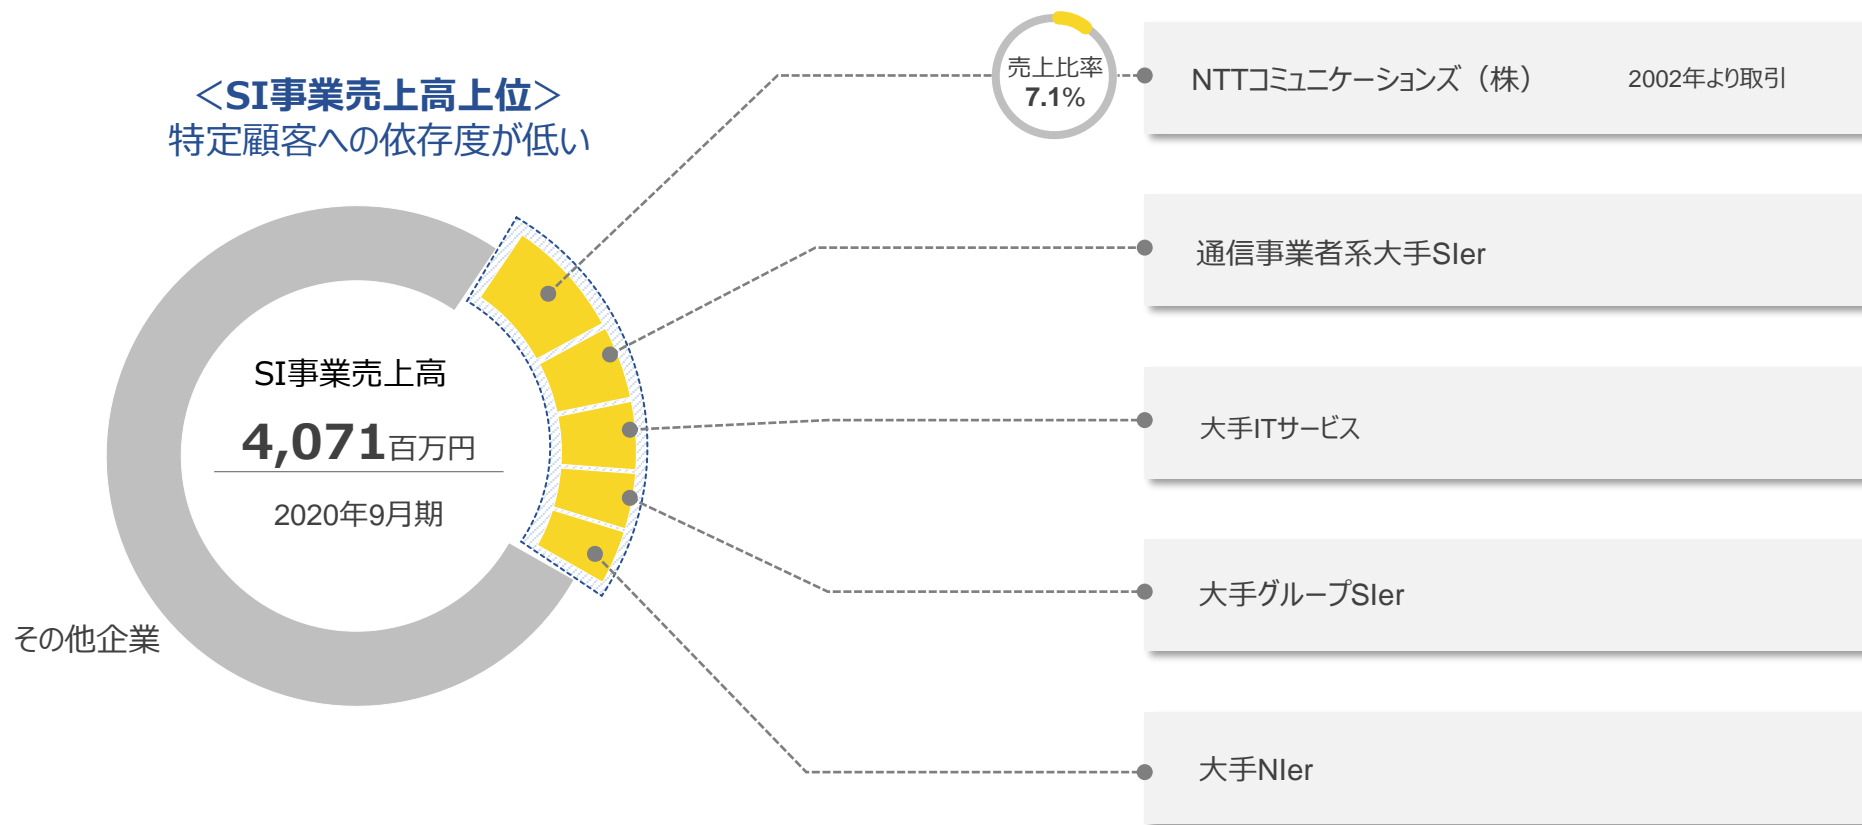 ＜SI事業売上高上位＞
特定顧客への依存度が低い
SI事業売上高
4,071百万円
2020年9月期
その他企業
売上比率
7.1%
NTTコミュニケーションズ（株） 2002年より取引
通信事業者系大手SIer
大手ITサービス
大手グループSIer
大手NIer